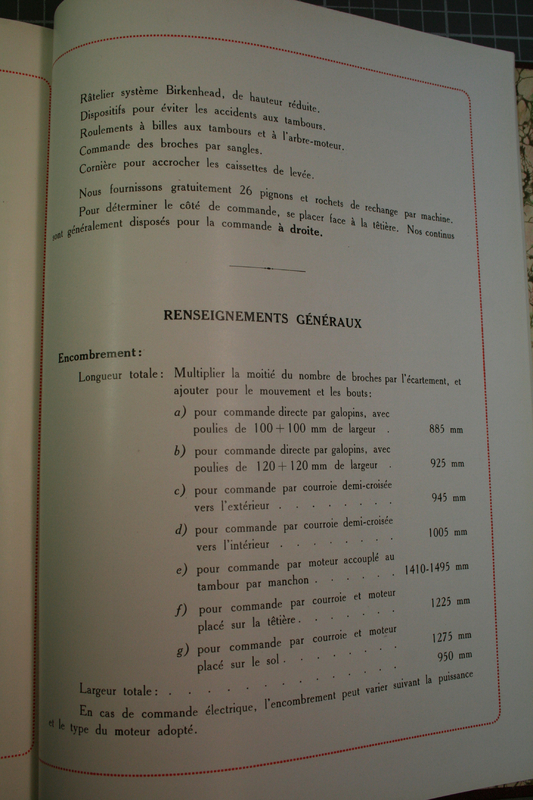 Râtelier système Birkenhead, de hauteur réduite.
Dispositifs pour éviter les accidents aux tambours.
Roulements à billes aux tambours et à l'arbre-moteur.
Commande des broches par sangles.
Cornière pour accrocher les caissettes de levée.
Nous fournissons gratuitement 26 pignons et rochets de rechange par machine.
Pour déterminer le côté de commande, se placer face à la têtière. Nos continus
sont généralement disposés pour la commande à droite.
RENSEIGNEMENTS GÉNÉRAUX
Encombrement:
Longueur totale: Multiplier la moitié du nombre de broches par l'écartement, et
ajouter pour le mouvement et les bouts:
a) pour commande directe par galopins, avec
poulies de 100 + 100 mm de largeur . 885 mm
b) pour commande directe par galopins, avec
poulies de 120 + 120 mm de largeur . 925 mm
c) pour commande par courroie demi-croisée
vers l'extérieur . . . . . . . . 945 mm
d) pour commande par courroie demi-croisée
vers l'intérieur . . . . . . . . 1005 mm
e) pour commande par moteur accouplé au
tambour par manchon . . . . . . 1410-1495 mm
f) pour commande par courroie et moteur
placé sur la têtière . . . . . . . 1225 mm
g) pour commande par courroie et moteur
placé sur le sol . . . . . . . . 1275 mm
Largeur totale: . . . . . . . . . . . 950 mm
En cas de commande électrique, l'encombrement peut varier suivant la puissance
et le type du moteur adopté.